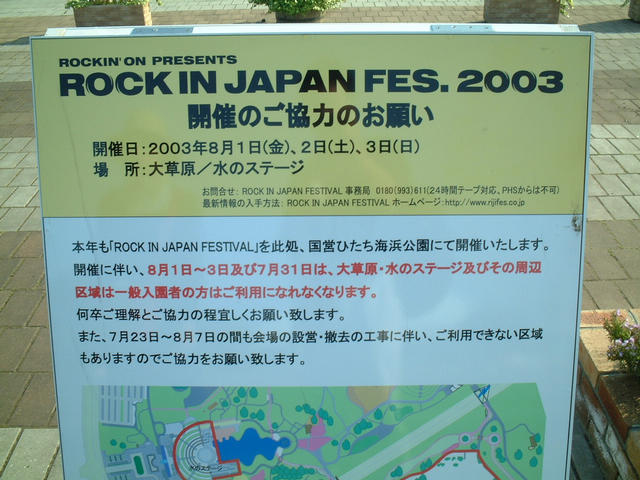 ROCKIN'ON PRESENTS
ROCK IN JAPAN FES. 2003
開催のご協力のお願い
開催日:2003年8月1日(金)、2日(土)、3日(日)
場　所:大草原／水のステージ
お問合せ: ROCK IN JAPAN FESTIVAL 事務局 0180(993)611(24時間テープ対応、PHSからは不可)
最新情報の入手方法: ROCK IN JAPAN FESTIVAL ホームページ:http://www.rijifes.co.jp
本年も「ROCK IN JAPAN FESTIVAL」を此処、国営ひたち海浜公園にて開催いたします。
開催に伴い、8月1日～3日及び7月31日は、大草原・水のステージ及びその周辺
区域は一般入園者の方はご利用になれなくなります。
何卒ご理解とご協力の程宜しくお願い致します。
また、7月23日～8月7日の間も会場の設営・撤去の工事に伴い、ご利用できない区域
もありますのでご協力をお願い致します。
水のステージ